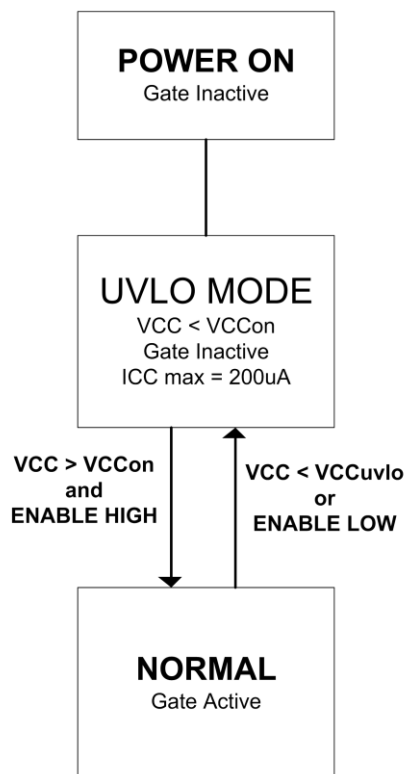 POWER ON
Gate Inactive
UVLO MODE
VCC < VCCon
Gate Inactive
ICC max = 200uA
VCC > VCCon
and
ENABLE HIGH
VCC < VCCuvlo
or
ENABLE LOW
NORMAL
Gate Active